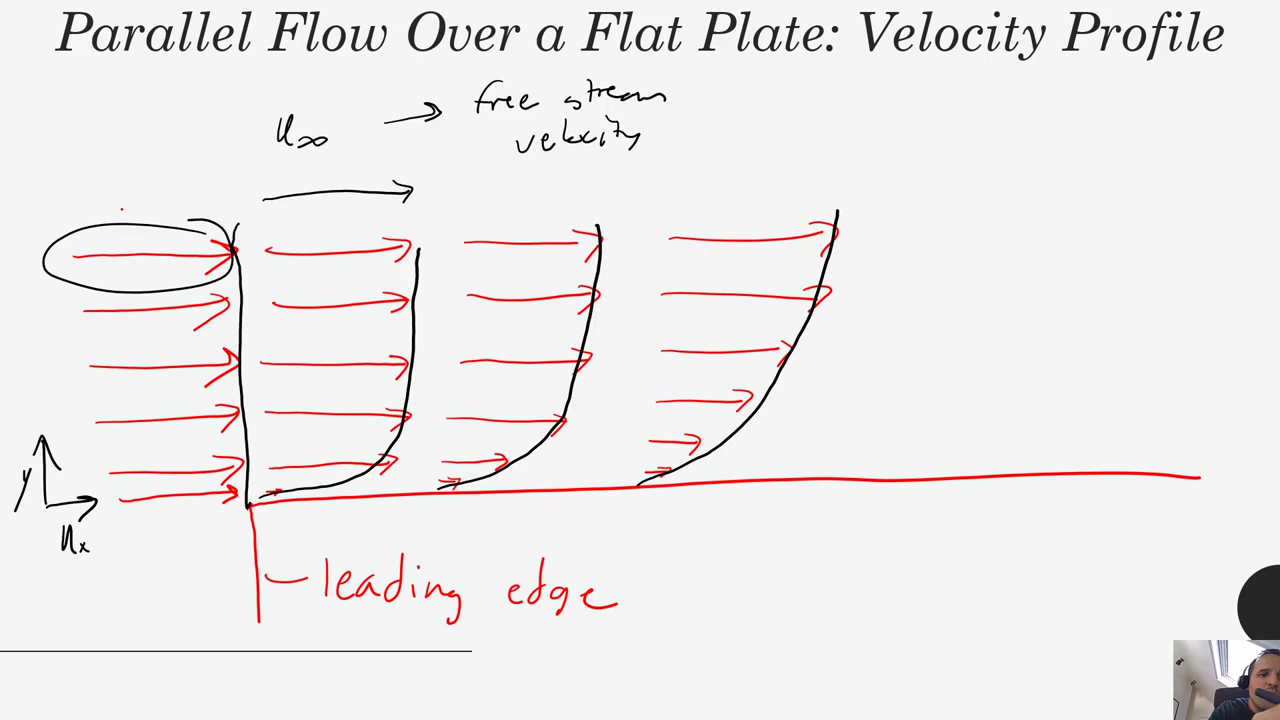 Parallel Flow Over a Flat Plate: Velocity Profile
free stream
u∞ → velocity
y
uₓ
leading edge